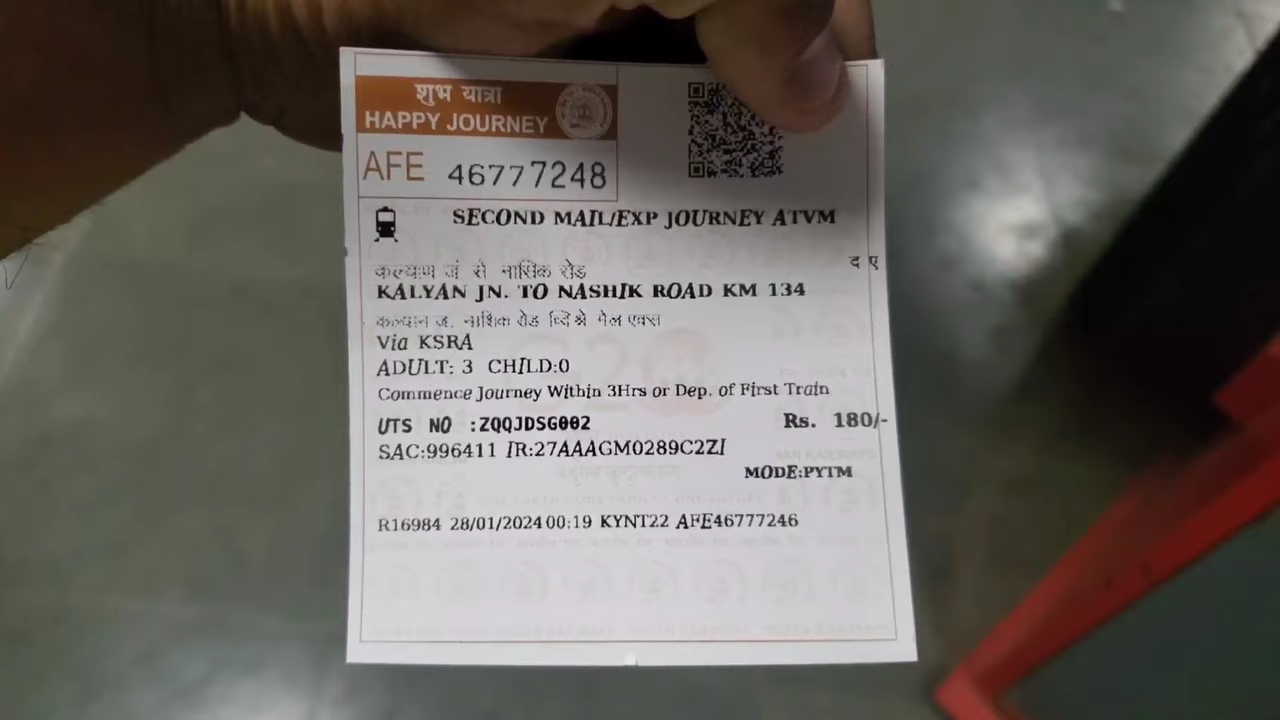 शुभ यात्रा
HAPPY JOURNEY
AFE 46777248
SECOND MAIL/EXP JOURNEY ATVM
द ए
कल्याण जं से नासिक रोड
KALYAN JN. TO NASHIK ROAD KM 134
कल्यान ज. नाशिक रोड
Via KSRA
ADULT: 3 CHILD:0
Commence Journey Within 3Hrs or Dep. of First Train
UTS NO :ZQQJDSG002 Rs. 180/-
SAC:996411 IR:27AAAGM0289C2ZI
MODE:PYTM
R16984 28/01/2024 00:19 KYNT22 AFE46777246